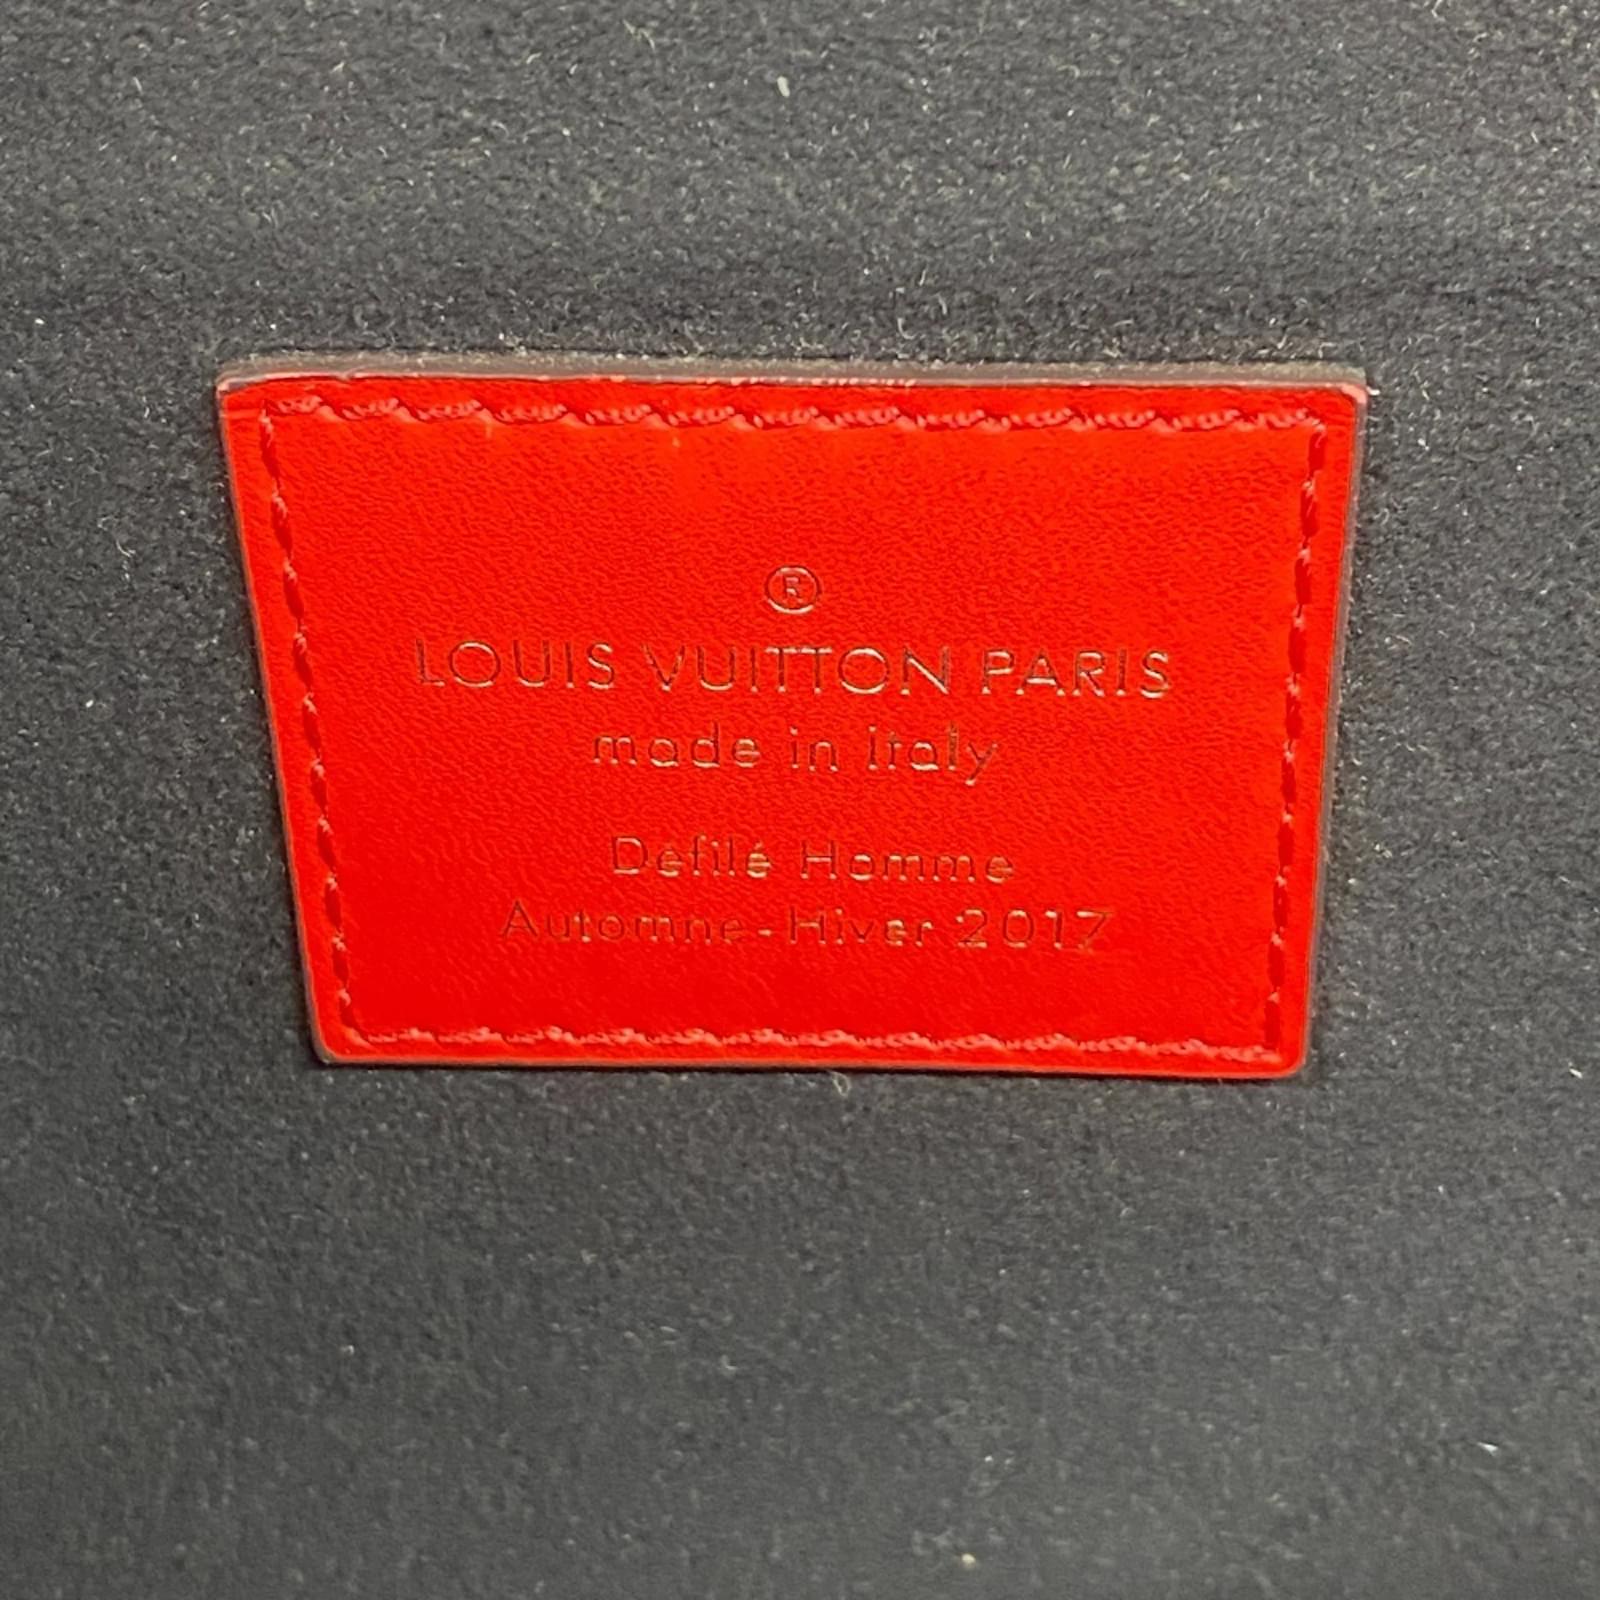 ®
LOUIS VUITTON PARIS
made in Italy
Défilé Homme
Automne-Hiver 2017